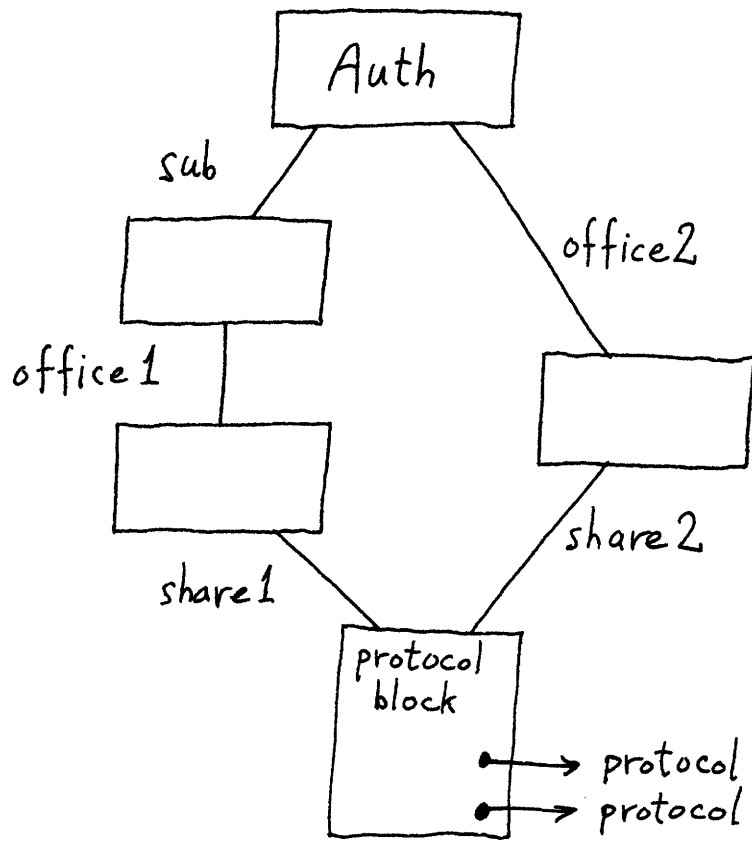 Auth
sub
office2
office1
share2
share1
protocol
block
protocol
protocol